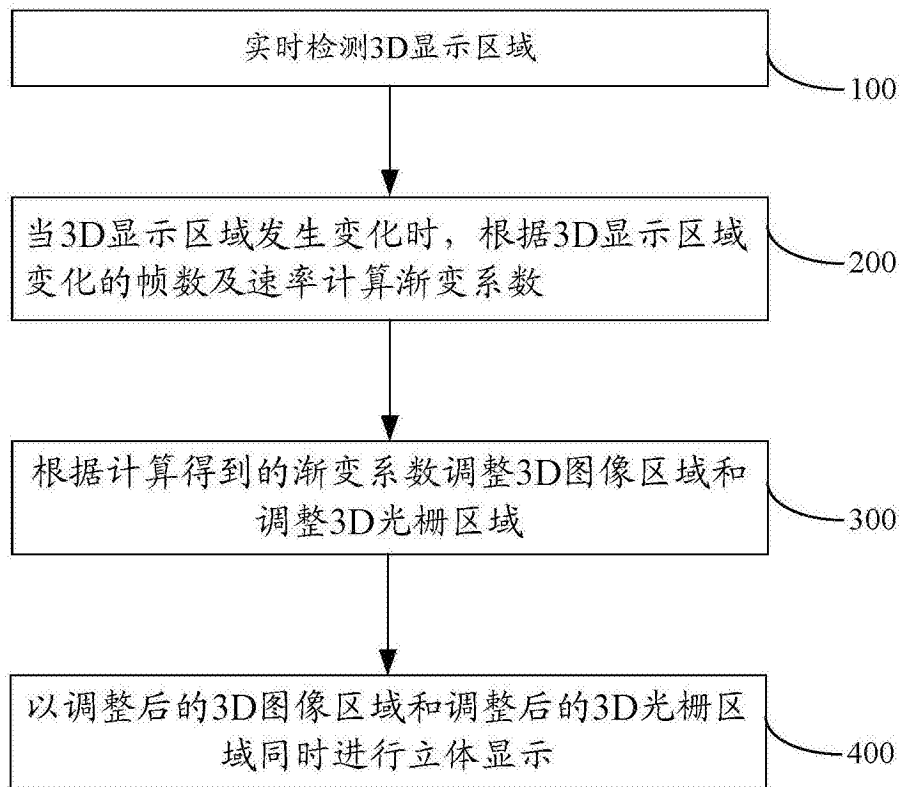 实时检测3D显示区域
100
当3D显示区域发生变化时，根据3D显示区域
变化的帧数及速率计算渐变系数
200
根据计算得到的渐变系数调整3D图像区域和
调整3D光栅区域
300
以调整后的3D图像区域和调整后的3D光栅区
域同时进行立体显示
400